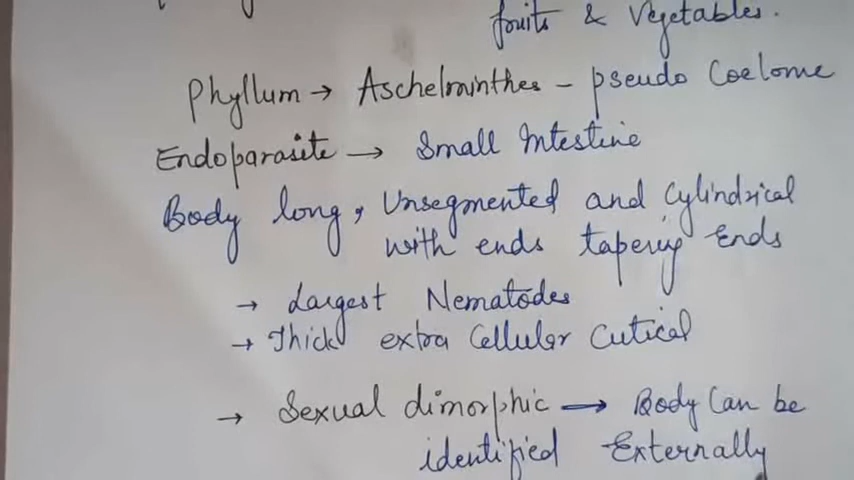 fruits & Vegetables.
Phyllum → Aschelminthes - pseudo Coelome
Endoparasite → Small Intestine
Body long, Unsegmented and Cylindrical
with ends tapering Ends
→ Largest Nematodes
→ Thick extra Cellular Cutical
→ Sexual dimorphic → Body Can be
identified Externally